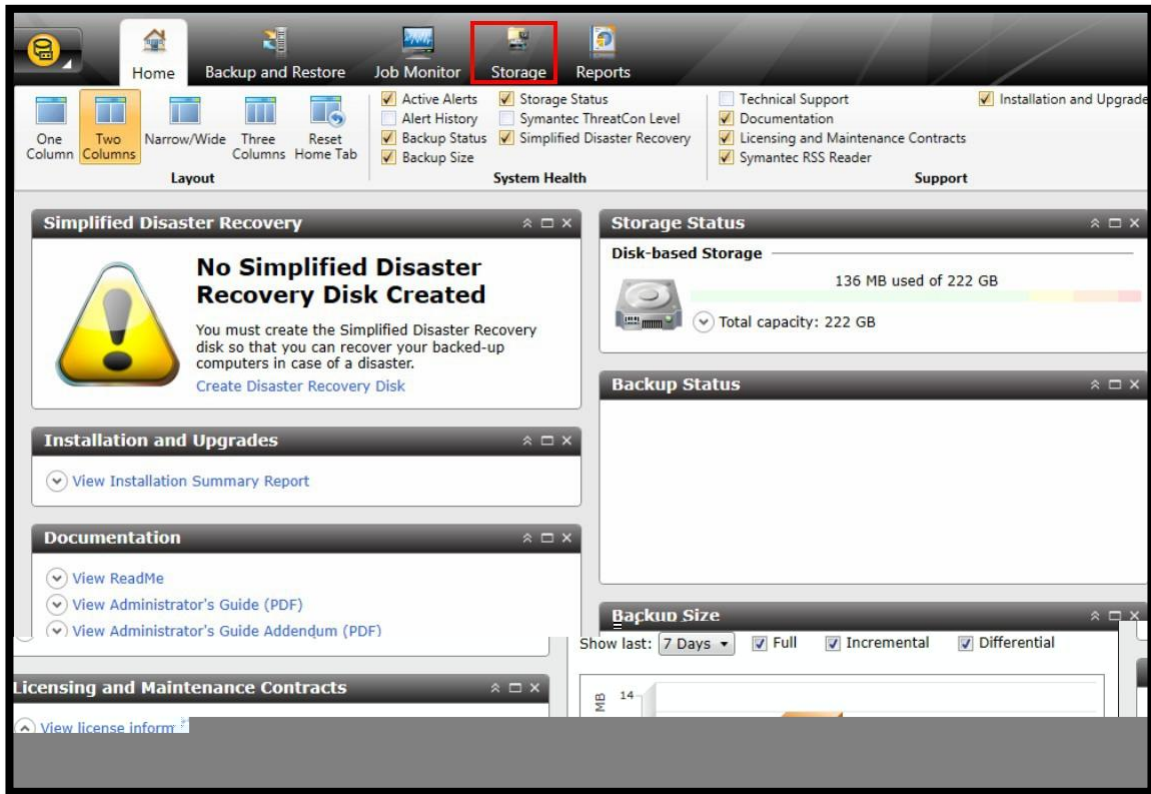 Home
Backup and Restore
Job Monitor
Storage
Reports
One Column
Two Columns
Narrow/Wide
Three Columns
Reset Home Tab
Layout
Active Alerts
Alert History
Backup Status
Backup Size
Storage Status
Symantec ThreatCon Level
Simplified Disaster Recovery
System Health
Technical Support
Documentation
Licensing and Maintenance Contracts
Symantec RSS Reader
Installation and Upgrade
Support
Simplified Disaster Recovery
No Simplified Disaster
Recovery Disk Created
You must create the Simplified Disaster Recovery
disk so that you can recover your backed-up
computers in case of a disaster.
Create Disaster Recovery Disk
Installation and Upgrades
View Installation Summary Report
Documentation
View ReadMe
View Administrator's Guide (PDF)
View Administrator's Guide Addendum (PDF)
Licensing and Maintenance Contracts
View license inform
Storage Status
Disk-based Storage
136 MB used of 222 GB
Total capacity: 222 GB
Backup Status
Backup Size
Show last: 7 Days Full Incremental Differential
14
MB